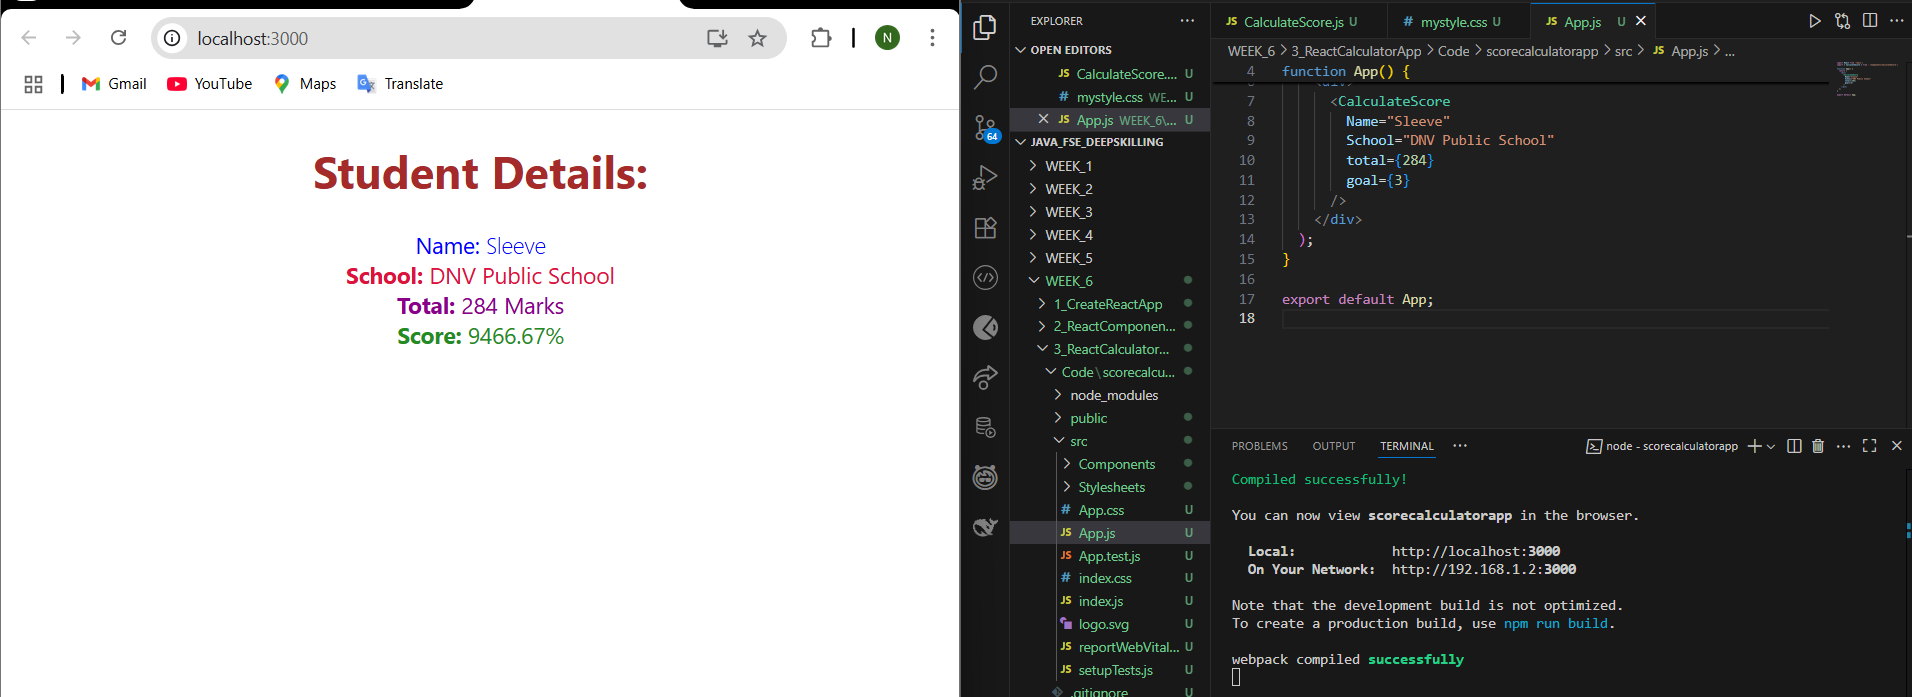 localhost:3000
N
Gmail
YouTube
Maps
Translate
Student Details:
Name: Sleeve
School: DNV Public School
Total: 284 Marks
Score: 9466.67%
64
EXPLORER
OPEN EDITORS
JS CalculateScore.... U
# mystyle.css WE... U
JS App.js WEEK_6\... U
JAVA_FSE_DEEPSKILLING
WEEK_1
WEEK_2
WEEK_3
WEEK_4
WEEK_5
WEEK_6
1_CreateReactApp
2_ReactComponen...
3_ReactCalculator...
Code\scorecalcu...
node_modules
public
src
Components
Stylesheets
# App.css U
JS App.js U
JS App.test.js U
# index.css U
JS index.js U
logo.svg U
JS reportWebVital... U
JS setupTests.js U
.gitignore U
JS CalculateScore.js U
# mystyle.css U
JS App.js U
WEEK_6 > 3_ReactCalculatorApp > Code > scorecalculatorapp > src > JS App.js > ...
4 function App() {
6 <div>
7 <CalculateScore
8 Name="Sleeve"
9 School="DNV Public School"
10 total={284}
11 goal={3}
12 />
13 </div>
14 );
15 }
16
17 export default App;
18
PROBLEMS OUTPUT TERMINAL
node - scorecalculatorapp
Compiled successfully!
You can now view scorecalculatorapp in the browser.
Local: http://localhost:3000
On Your Network: http://192.168.1.2:3000
Note that the development build is not optimized.
To create a production build, use npm run build.
webpack compiled successfully